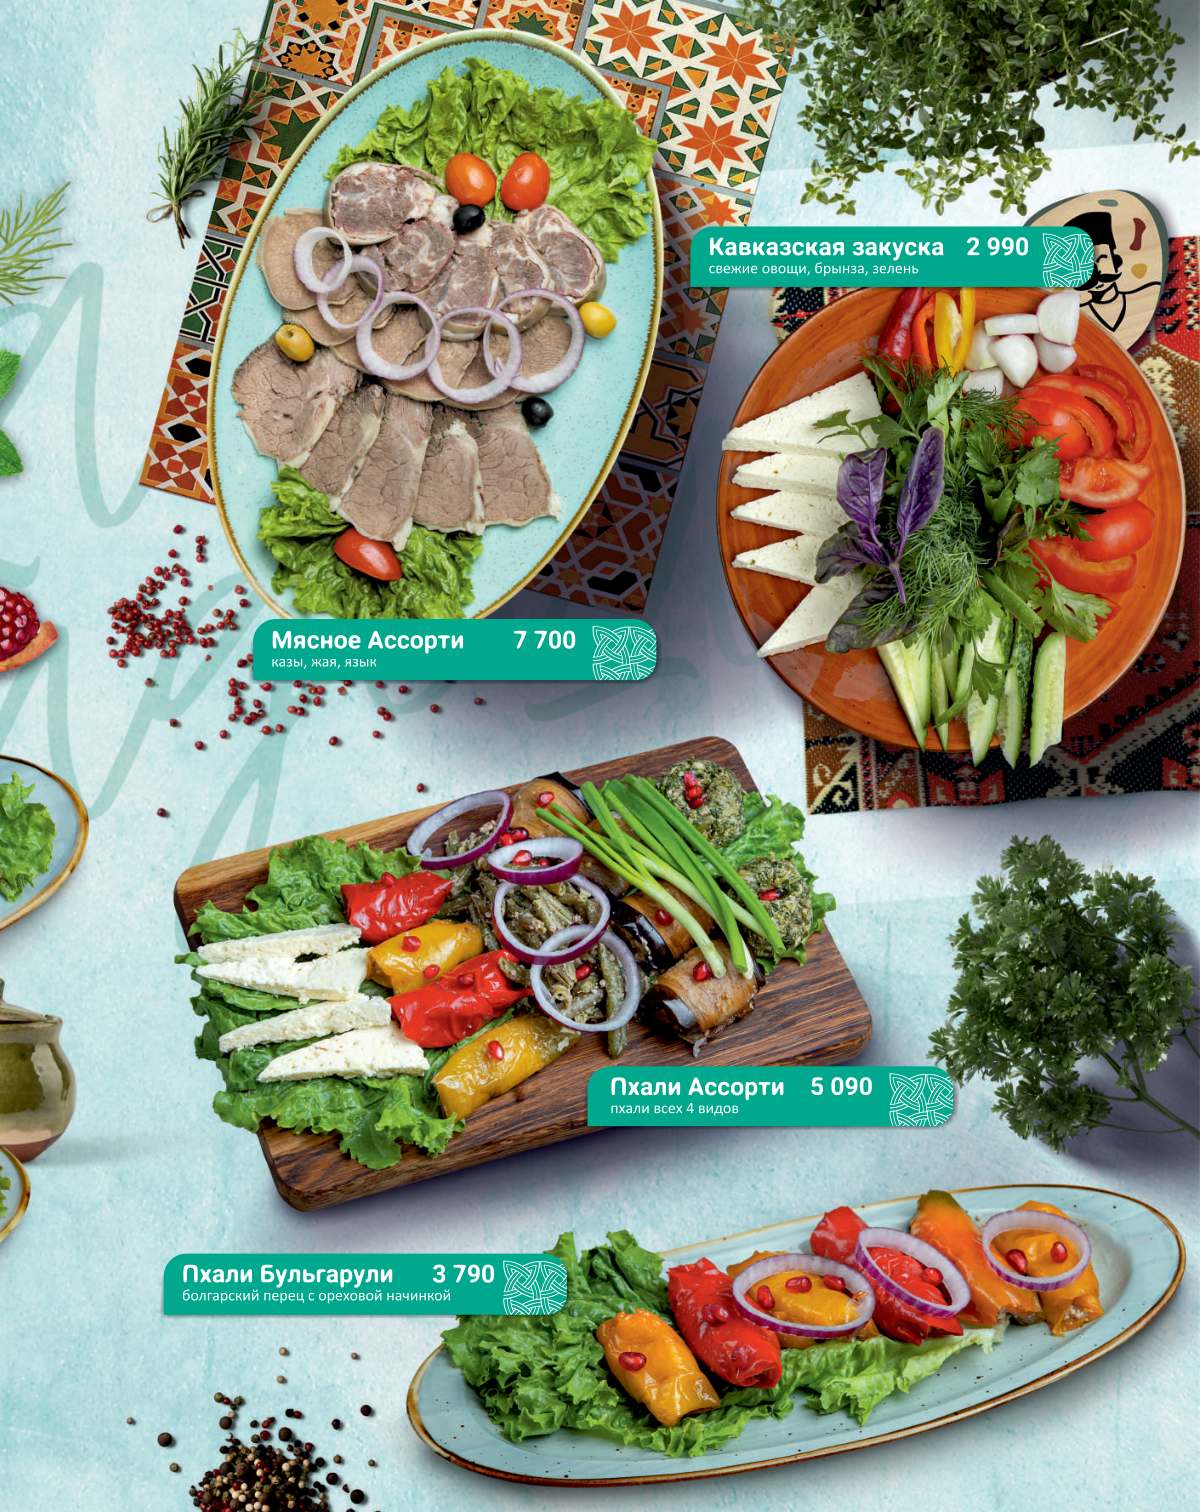 Кавказская закуска 2 990
свежие овощи, брынза, зелень
Мясное Ассорти 7 700
казы, жая, язык
Пхали Ассорти 5 090
пхали всех 4 видов
Пхали Бульгарули 3 790
болгарский перец с ореховой начинкой